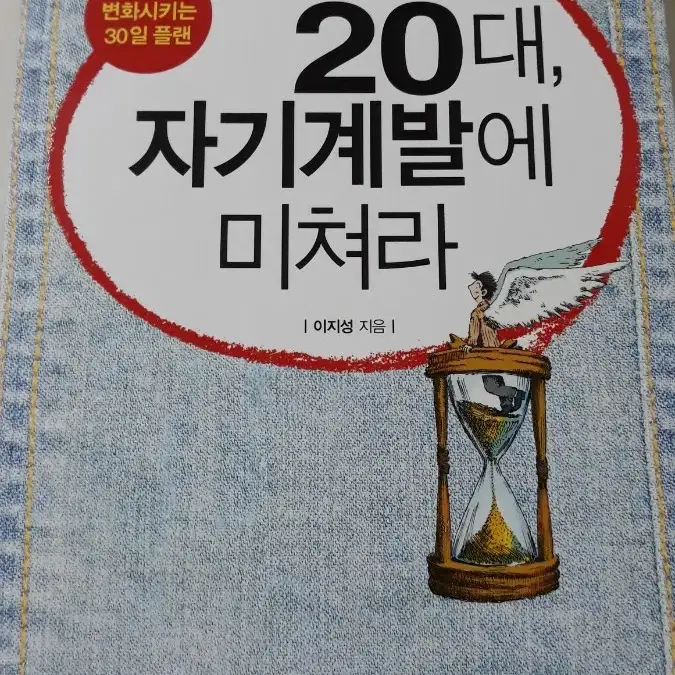 변화시키는
30일 플랜
20대,
자기계발에
미쳐라
| 이지성 지음 |